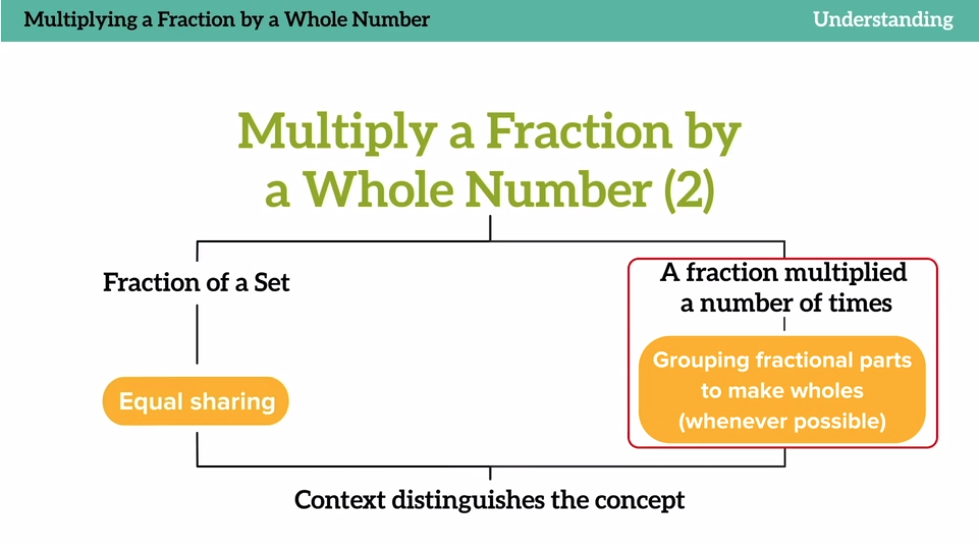 Multiplying a Fraction by a Whole Number
Understanding
Multiply a Fraction by
a Whole Number (2)
Fraction of a Set
Equal sharing
A fraction multiplied
a number of times
Grouping fractional parts
to make wholes
(whenever possible)
Context distinguishes the concept